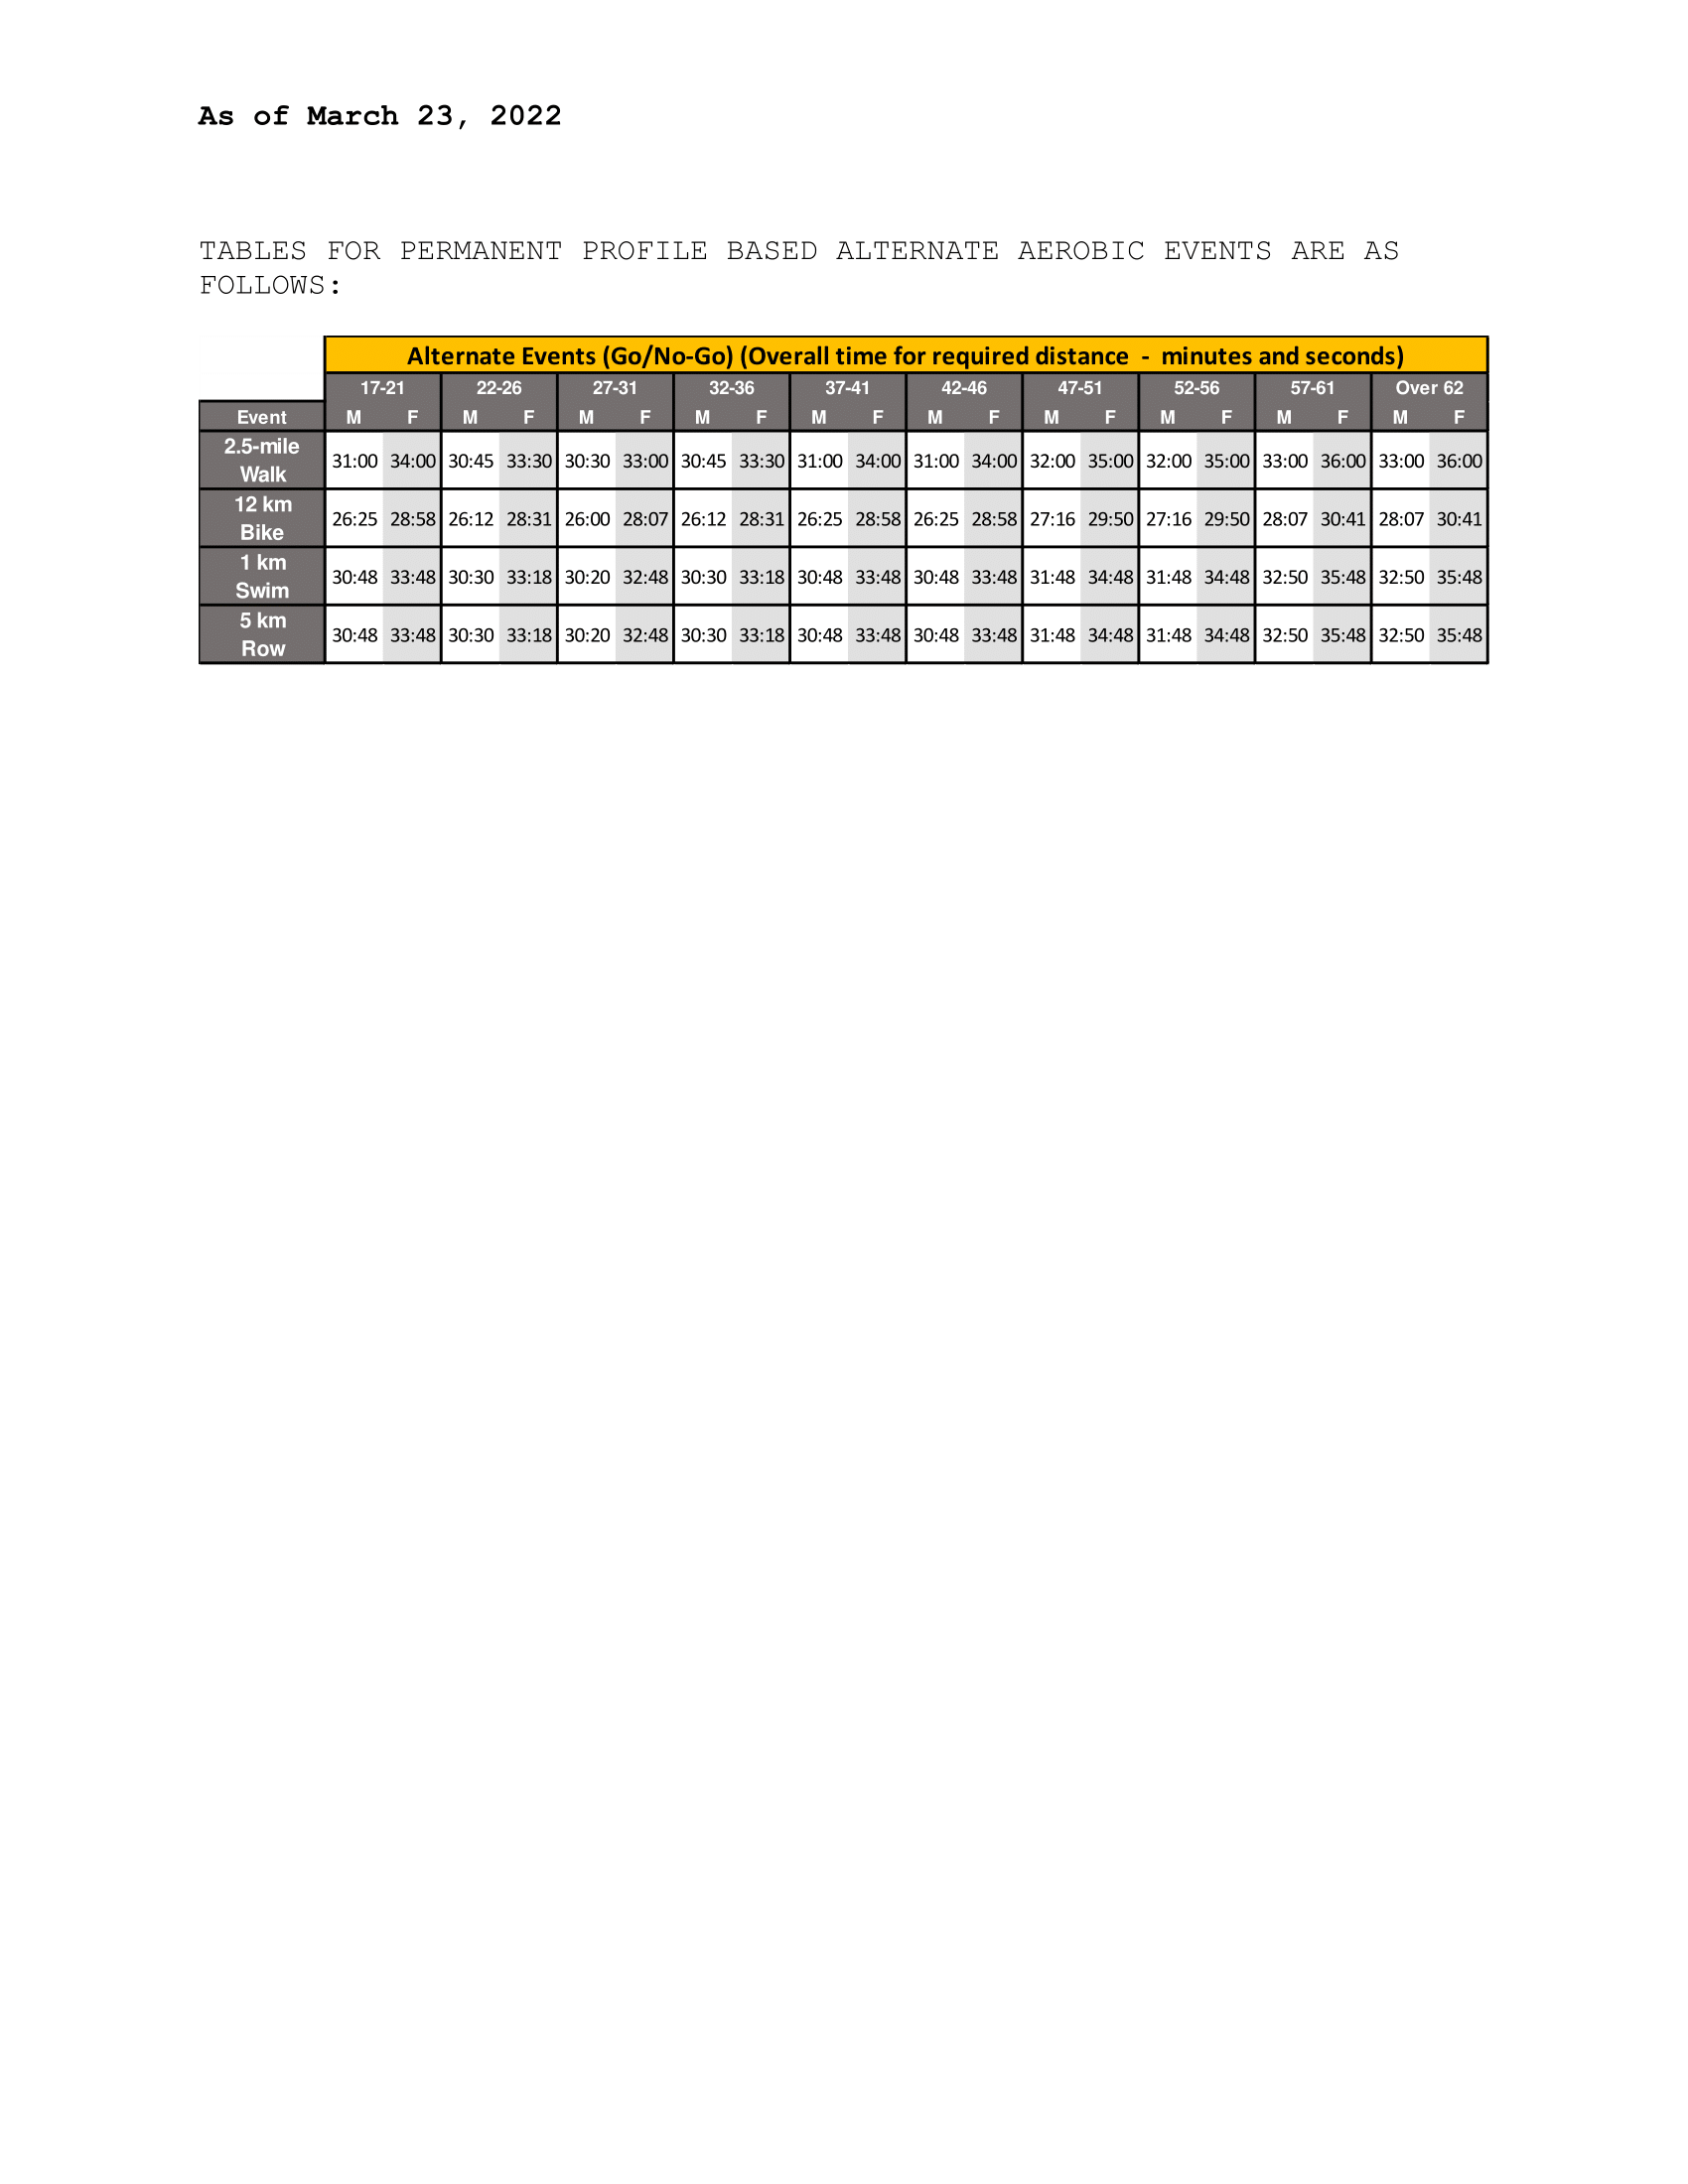 As of March 23, 2022
TABLES FOR PERMANENT PROFILE BASED ALTERNATE AEROBIC EVENTS ARE AS
FOLLOWS:
Alternate Events (Go/No-Go) (Overall time for required distance - minutes and seconds)
17-21 22-26 27-31 32-36 37-41 42-46 47-51 52-56 57-61 Over 62
Event M F M F M F M F M F M F M F M F M F M F
2.5-mile
Walk
31:00 34:00 30:45 33:30 30:30 33:00 30:45 33:30 31:00 34:00 31:00 34:00 32:00 35:00 32:00 35:00 33:00 36:00 33:00 36:00
12 km
Bike
26:25 28:58 26:12 28:31 26:00 28:07 26:12 28:31 26:25 28:58 26:25 28:58 27:16 29:50 27:16 29:50 28:07 30:41 28:07 30:41
1 km
Swim
30:48 33:48 30:30 33:18 30:20 32:48 30:30 33:18 30:48 33:48 30:48 33:48 31:48 34:48 31:48 34:48 32:50 35:48 32:50 35:48
5 km
Row
30:48 33:48 30:30 33:18 30:20 32:48 30:30 33:18 30:48 33:48 30:48 33:48 31:48 34:48 31:48 34:48 32:50 35:48 32:50 35:48